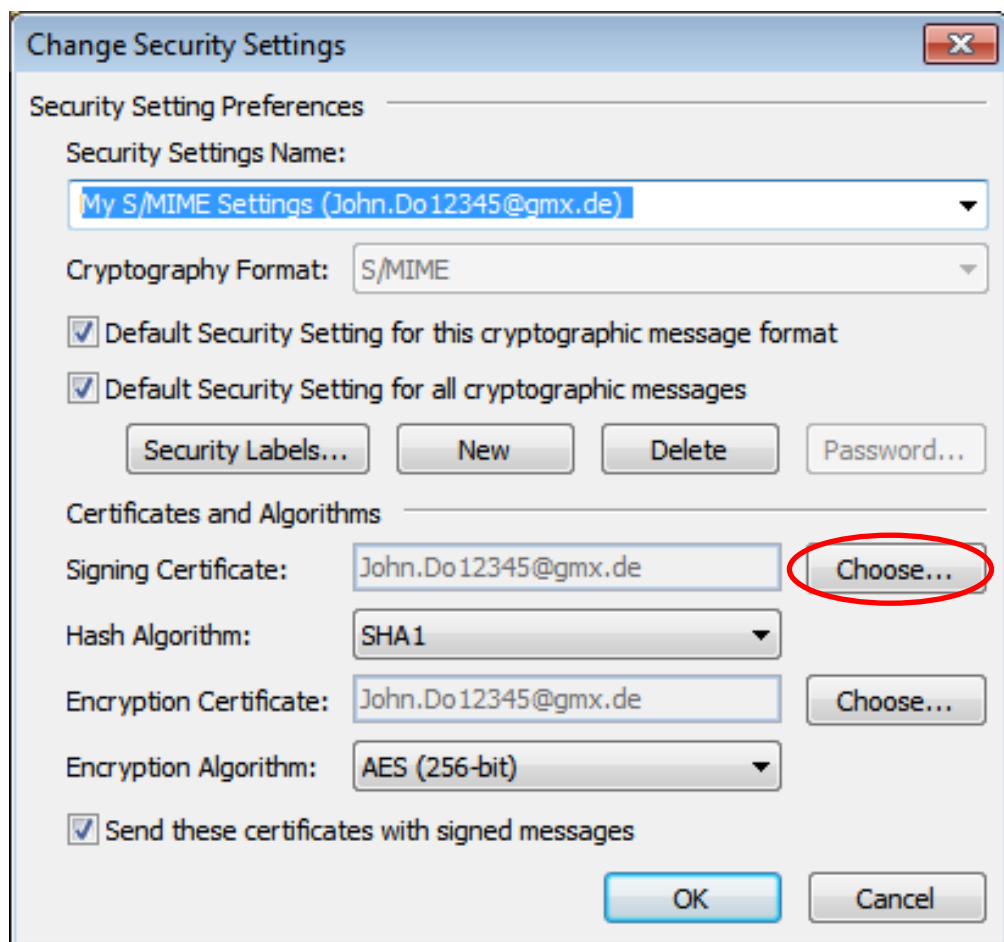 Change Security Settings
Security Setting Preferences
Security Settings Name:
My S/MIME Settings (John.Do12345@gmx.de)
Cryptography Format: S/MIME
Default Security Setting for this cryptographic message format
Default Security Setting for all cryptographic messages
Security Labels... New Delete Password...
Certificates and Algorithms
Signing Certificate: John.Do12345@gmx.de Choose...
Hash Algorithm: SHA1
Encryption Certificate: John.Do12345@gmx.de Choose...
Encryption Algorithm: AES (256-bit)
Send these certificates with signed messages
OK Cancel